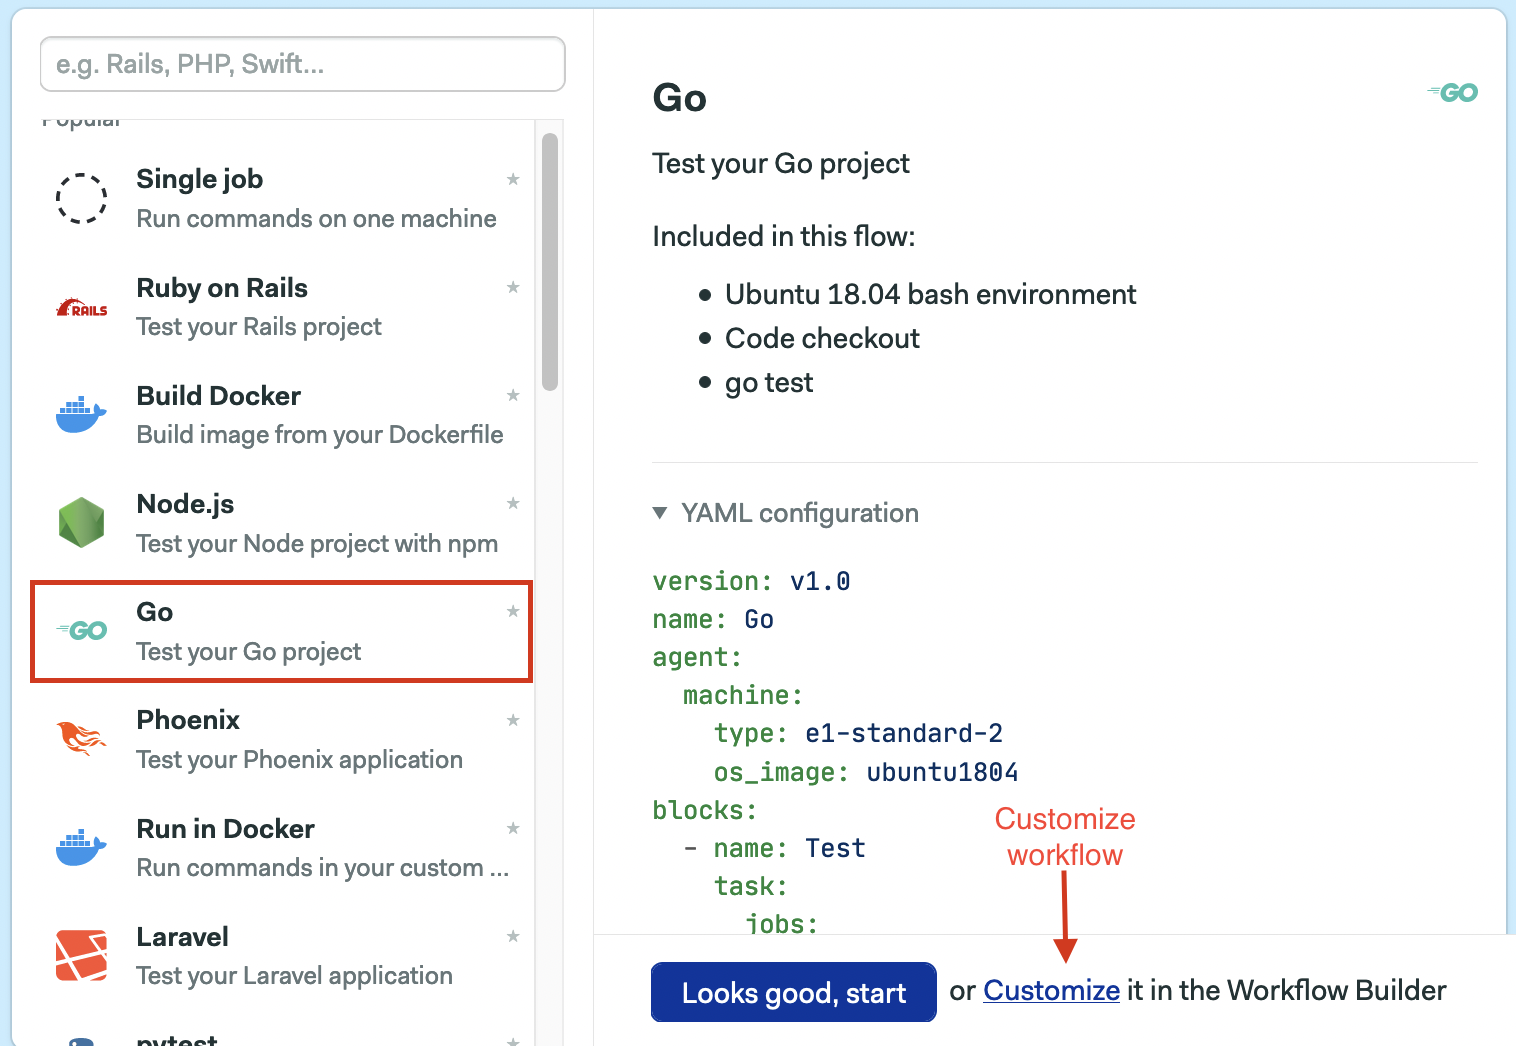 e.g. Rails, PHP, Swift...
Popular
Single job
Run commands on one machine
RAILS
Ruby on Rails
Test your Rails project
Build Docker
Build image from your Dockerfile
Node.js
Test your Node project with npm
GO
Go
Test your Go project
Phoenix
Test your Phoenix application
Run in Docker
Run commands in your custom ...
Laravel
Test your Laravel application
pytest
Go
GO
Test your Go project
Included in this flow:
Ubuntu 18.04 bash environment
Code checkout
go test
▼ YAML configuration
version: v1.0
name: Go
agent:
machine:
type: e1-standard-2
os_image: ubuntu1804
blocks:
- name: Test
task:
jobs:
Customize
workflow
Looks good, start or Customize it in the Workflow Builder